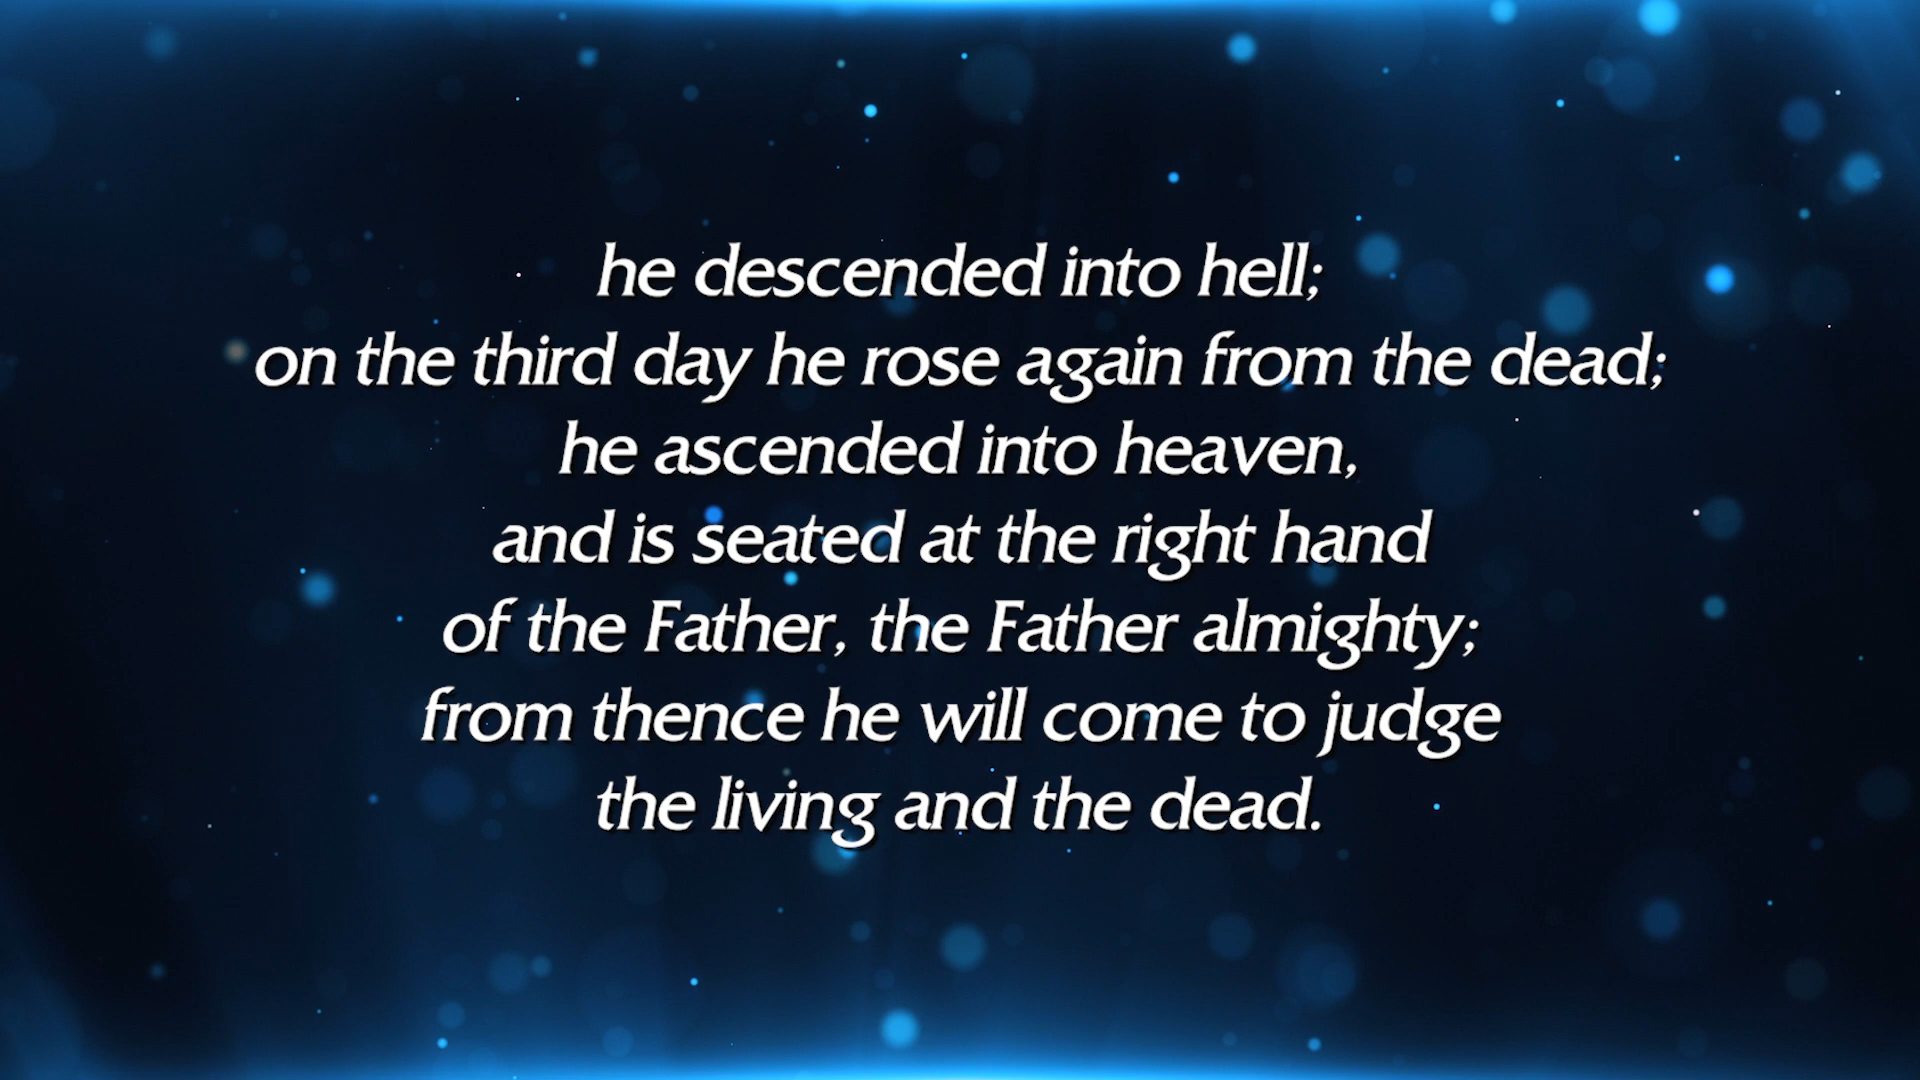 he descended into hell;
on the third day he rose again from the dead;
he ascended into heaven,
and is seated at the right hand
of the Father, the Father almighty;
from thence he will come to judge
the living and the dead.